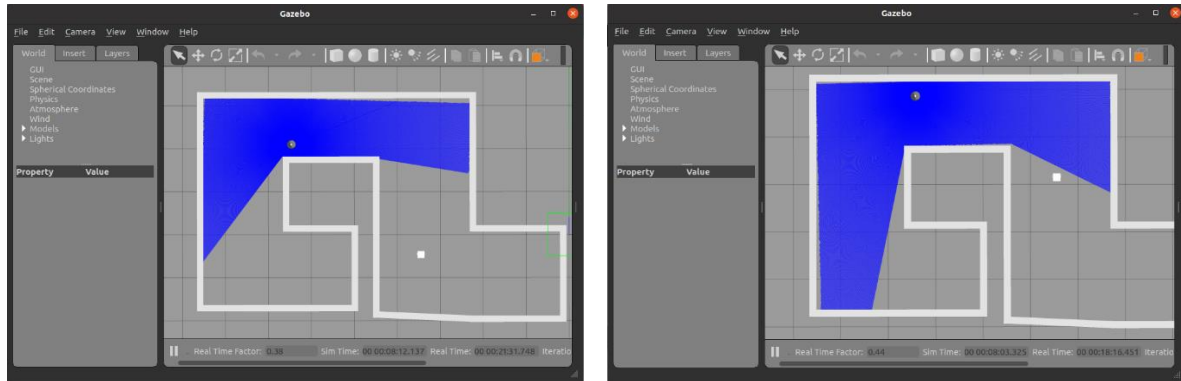 Gazebo
File Edit Camera View Window Help
World Insert Layers
GUI
Scene
Spherical Coordinates
Physics
Atmosphere
Wind
Models
Lights
Property Value
Real Time Factor: 0.38 Sim Time: 00 00:08:12.137 Real Time: 00 00:21:31.748 Iteratio
Gazebo
File Edit Camera View Window Help
World Insert Layers
GUI
Scene
Spherical Coordinates
Physics
Atmosphere
Wind
Models
Lights
Property Value
Real Time Factor: 0.44 Sim Time: 00 00:08:03.325 Real Time: 00 00:18:16.451 Iteratio